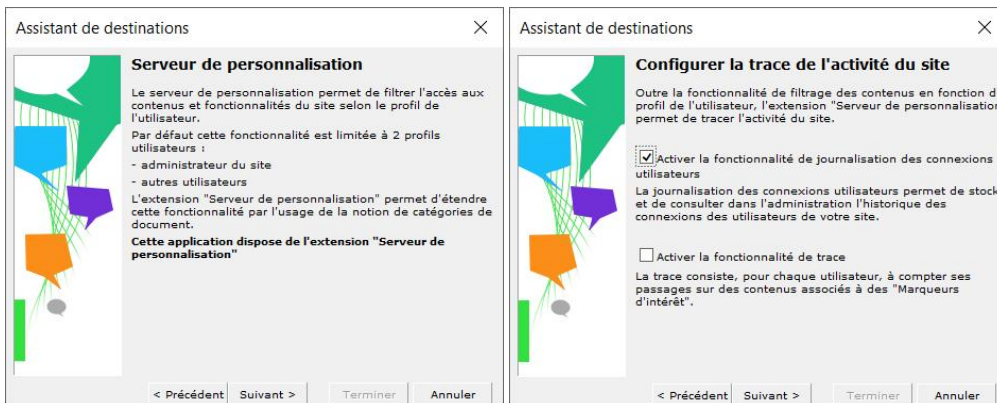 Assistant de destinations
Serveur de personnalisation
Le serveur de personnalisation permet de filtrer l'accès aux
contenus et fonctionnalités du site selon le profil de
l'utilisateur.
Par défaut cette fonctionnalité est limitée à 2 profils
utilisateurs :
- administrateur du site
- autres utilisateurs
L'extension "Serveur de personnalisation" permet d'étendre
cette fonctionnalité par l'usage de la notion de catégories de
document.
Cette application dispose de l'extension "Serveur de
personnalisation"
< Précédent Suivant > Terminer Annuler
Assistant de destinations
Configurer la trace de l'activité du site
Outre la fonctionnalité de filtrage des contenus en fonction d
profil de l'utilisateur, l'extension "Serveur de personnalisation
permet de tracer l'activité du site.
Activer la fonctionnalité de journalisation des connexions
utilisateurs
La journalisation des connexions utilisateurs permet de stock
et de consulter dans l'administration l'historique des
connexions des utilisateurs de votre site.
Activer la fonctionnalité de trace
La trace consiste, pour chaque utilisateur, à compter ses
passages sur des contenus associés à des "Marqueurs
d'intérêt".
< Précédent Suivant > Terminer Annuler